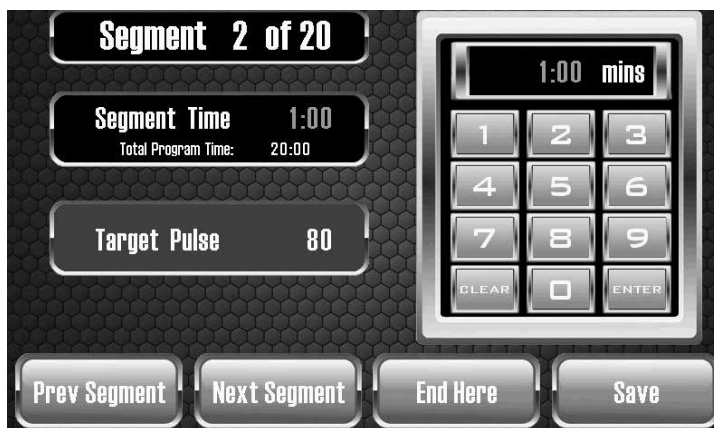 Segment 2 of 20
Segment Time 1:00
Total Program Time: 20:00
Target Pulse 80
1:00 mins
1 2 3
4 5 6
7 8 9
CLEAR 0 ENTER
Prev Segment Next Segment End Here Save